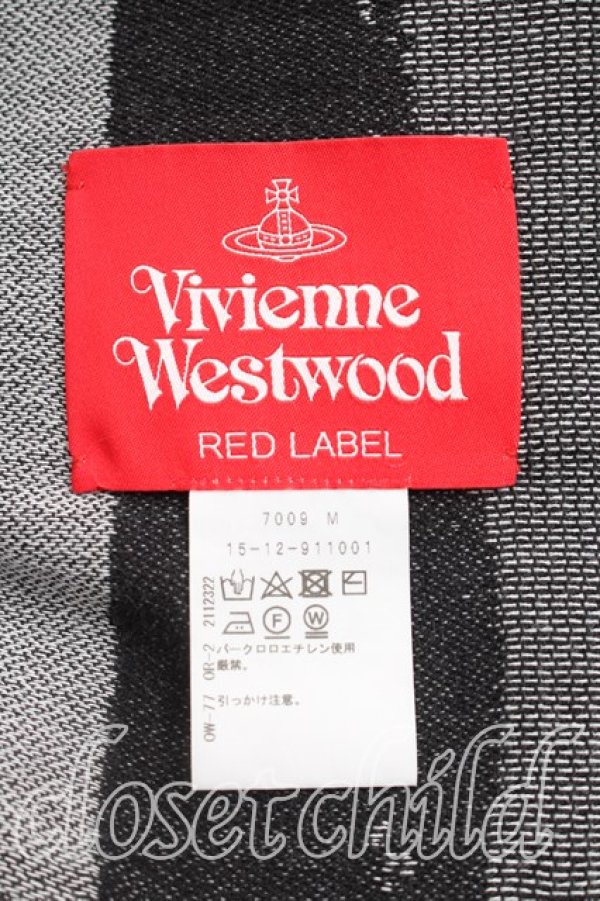 Vivienne
Westwood
RED LABEL
7009 M
15-12-911001
パークロロエチレン使用
厳禁。
引っかけ注意。
OW-77 OR-2 2112322
closetchild